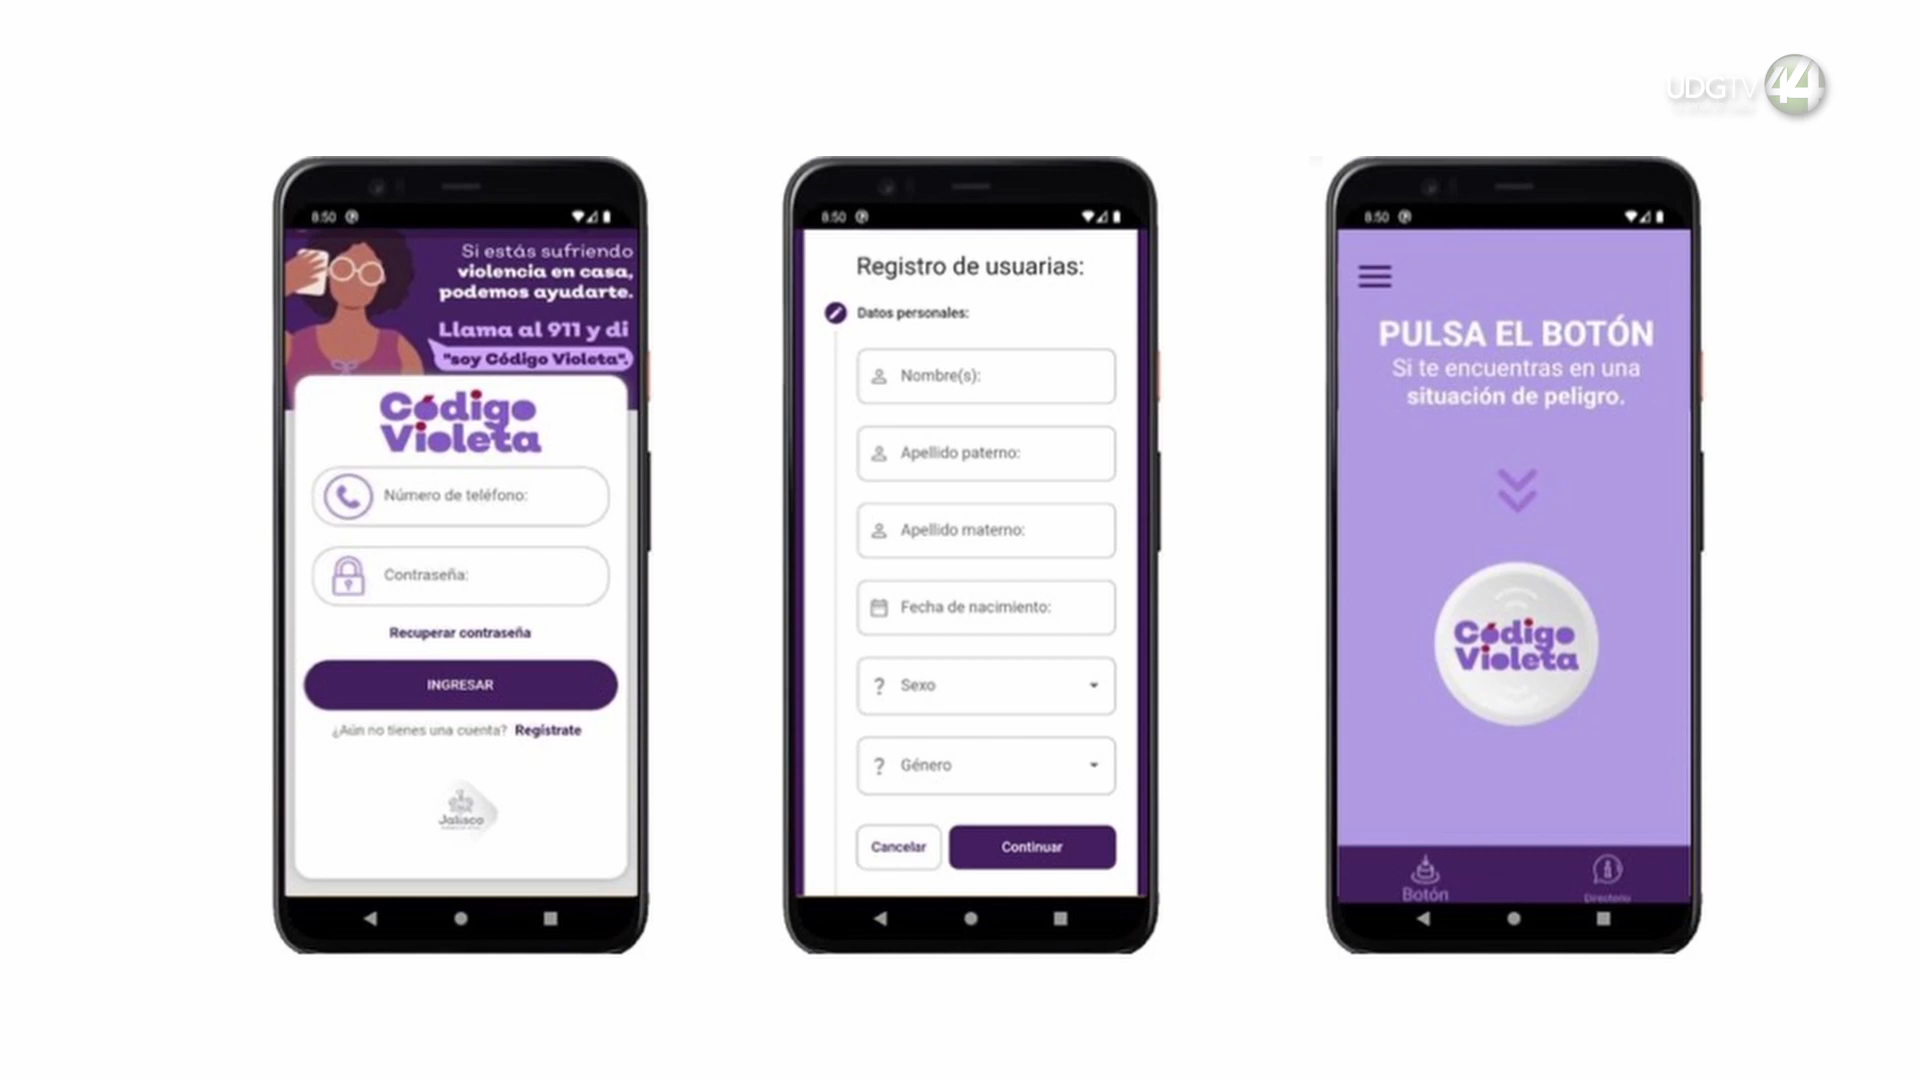 UDGTV 44
8:50
Si estás sufriendo
violencia en casa,
podemos ayudarte.
Llama al 911 y di
"soy Código Violeta".
Código
Violeta
Número de teléfono:
Contraseña:
Recuperar contraseña
INGRESAR
¿Aún no tienes una cuenta? Regístrate
Jalisco
8:50
Registro de usuarias:
Datos personales:
Nombre(s):
Apellido paterno:
Apellido materno:
Fecha de nacimiento:
? Sexo
? Género
Cancelar
Continuar
8:50
PULSA EL BOTÓN
Si te encuentras en una
situación de peligro.
Código
Violeta
Botón
Directorio